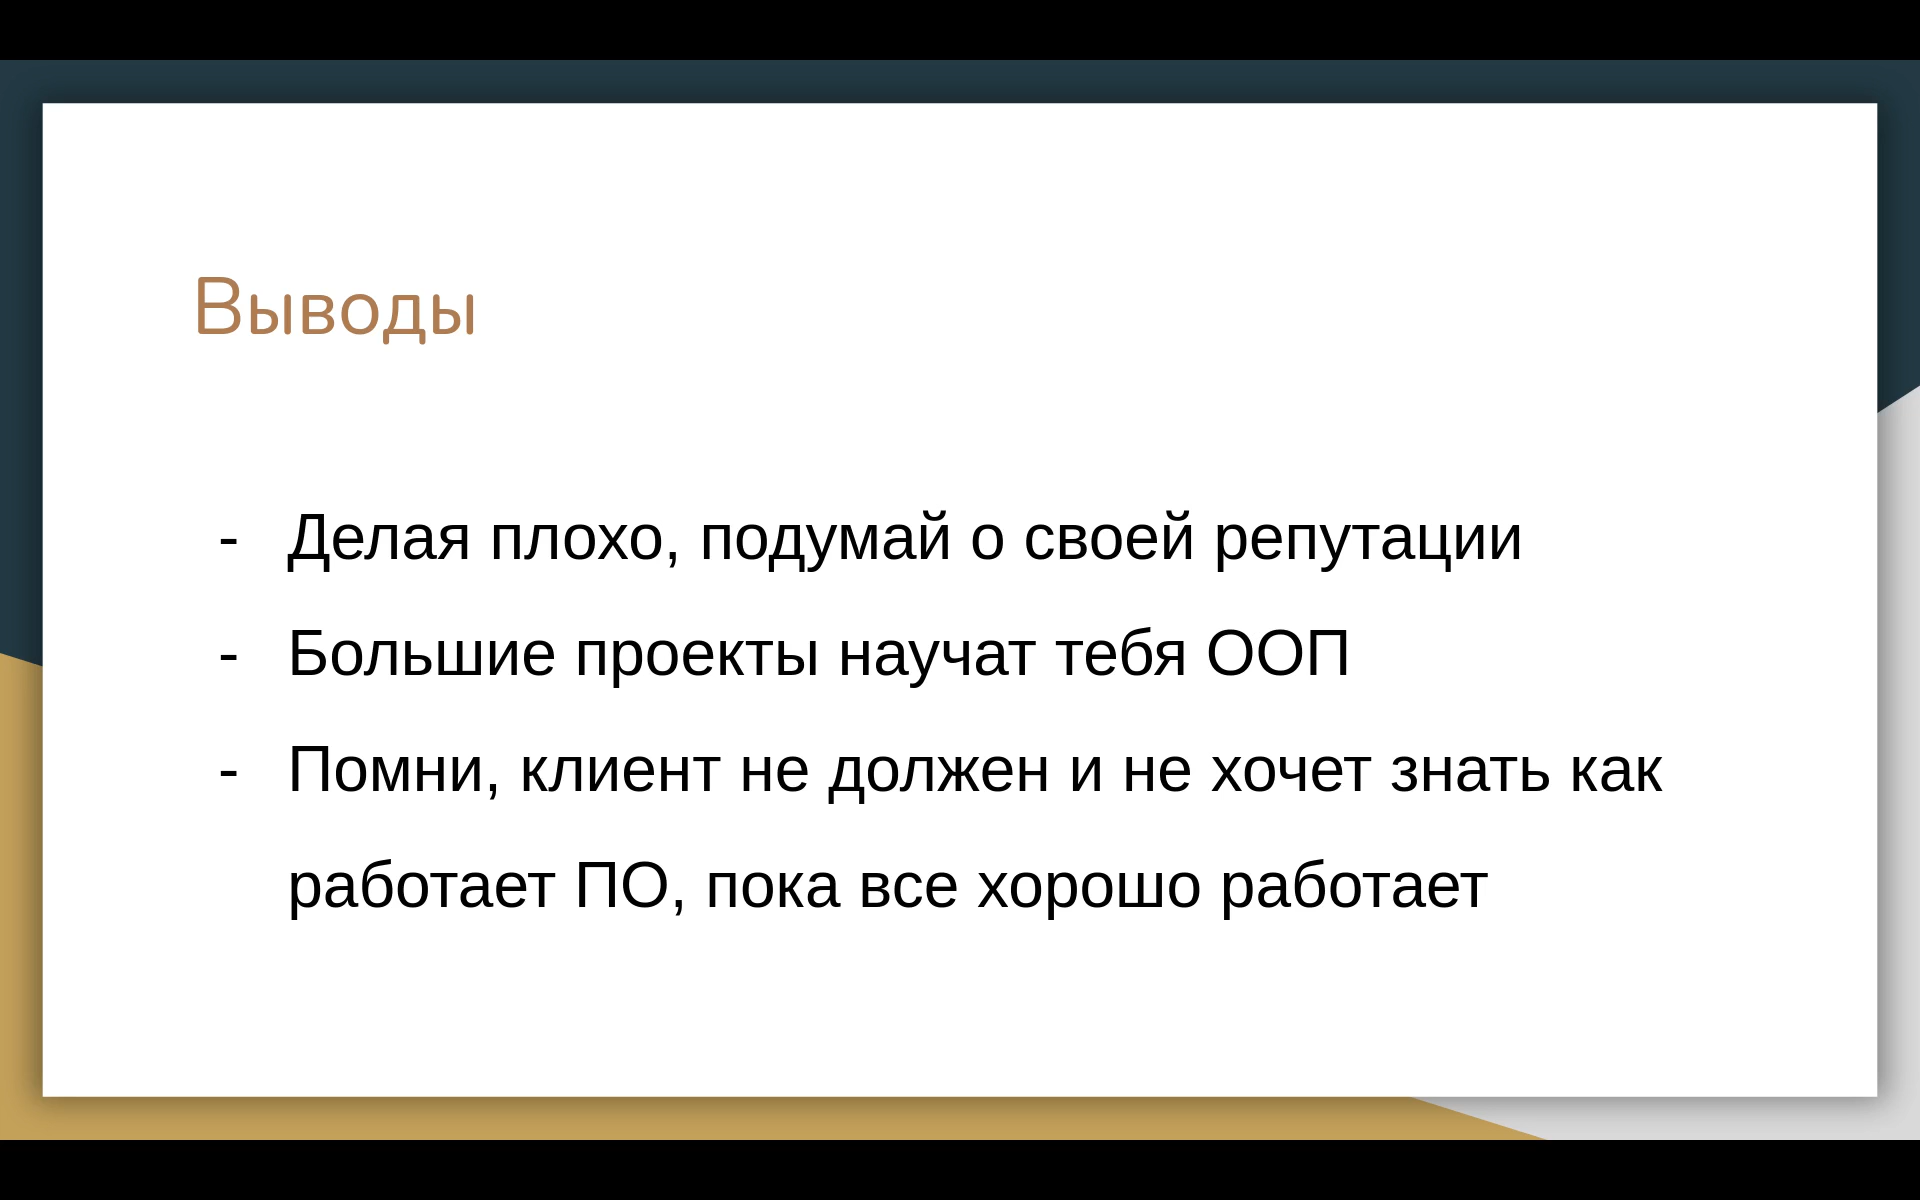 Выводы
- Делая плохо, подумай о своей репутации
- Большие проекты научат тебя ООП
- Помни, клиент не должен и не хочет знать как
работает ПО, пока все хорошо работает